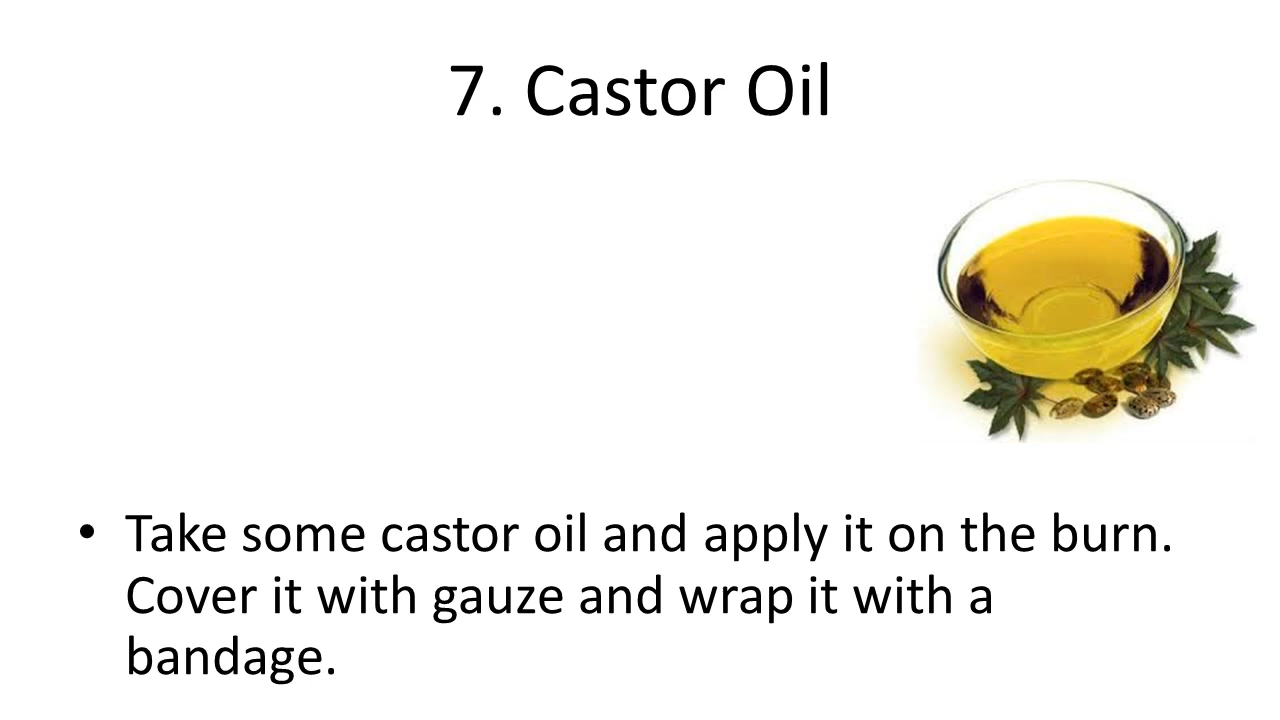 7. Castor Oil
• Take some castor oil and apply it on the burn.
Cover it with gauze and wrap it with a
bandage.